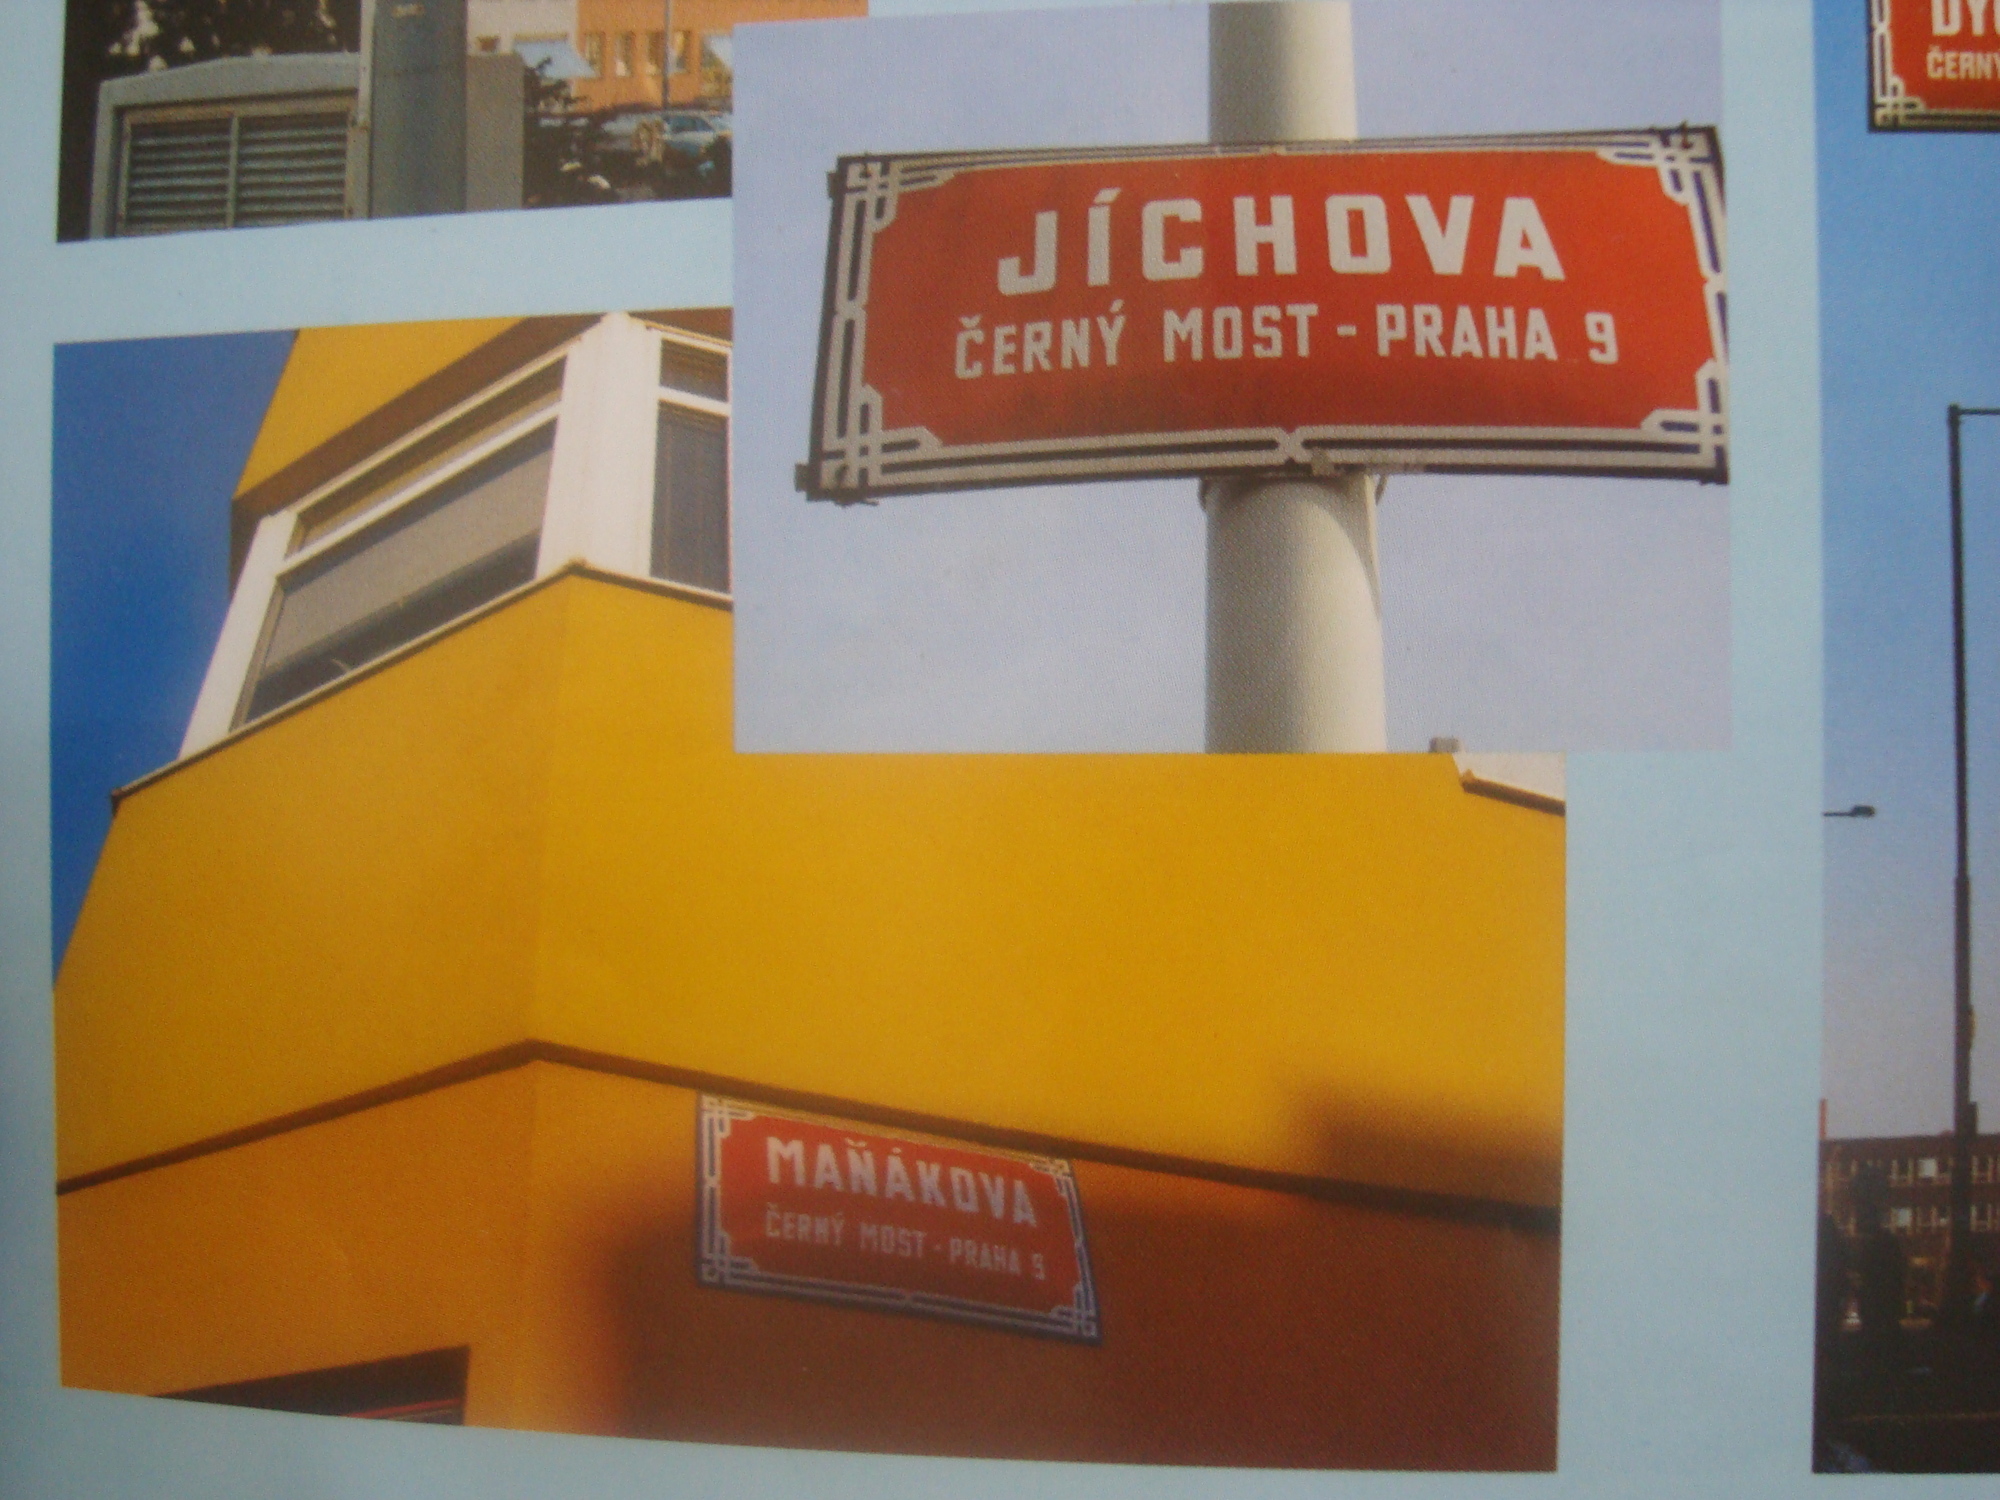 JÍCHOVA
ČERNÝ MOST - PRAHA 9
MAŇÁKOVA
ČERNÝ MOST - PRAHA 9